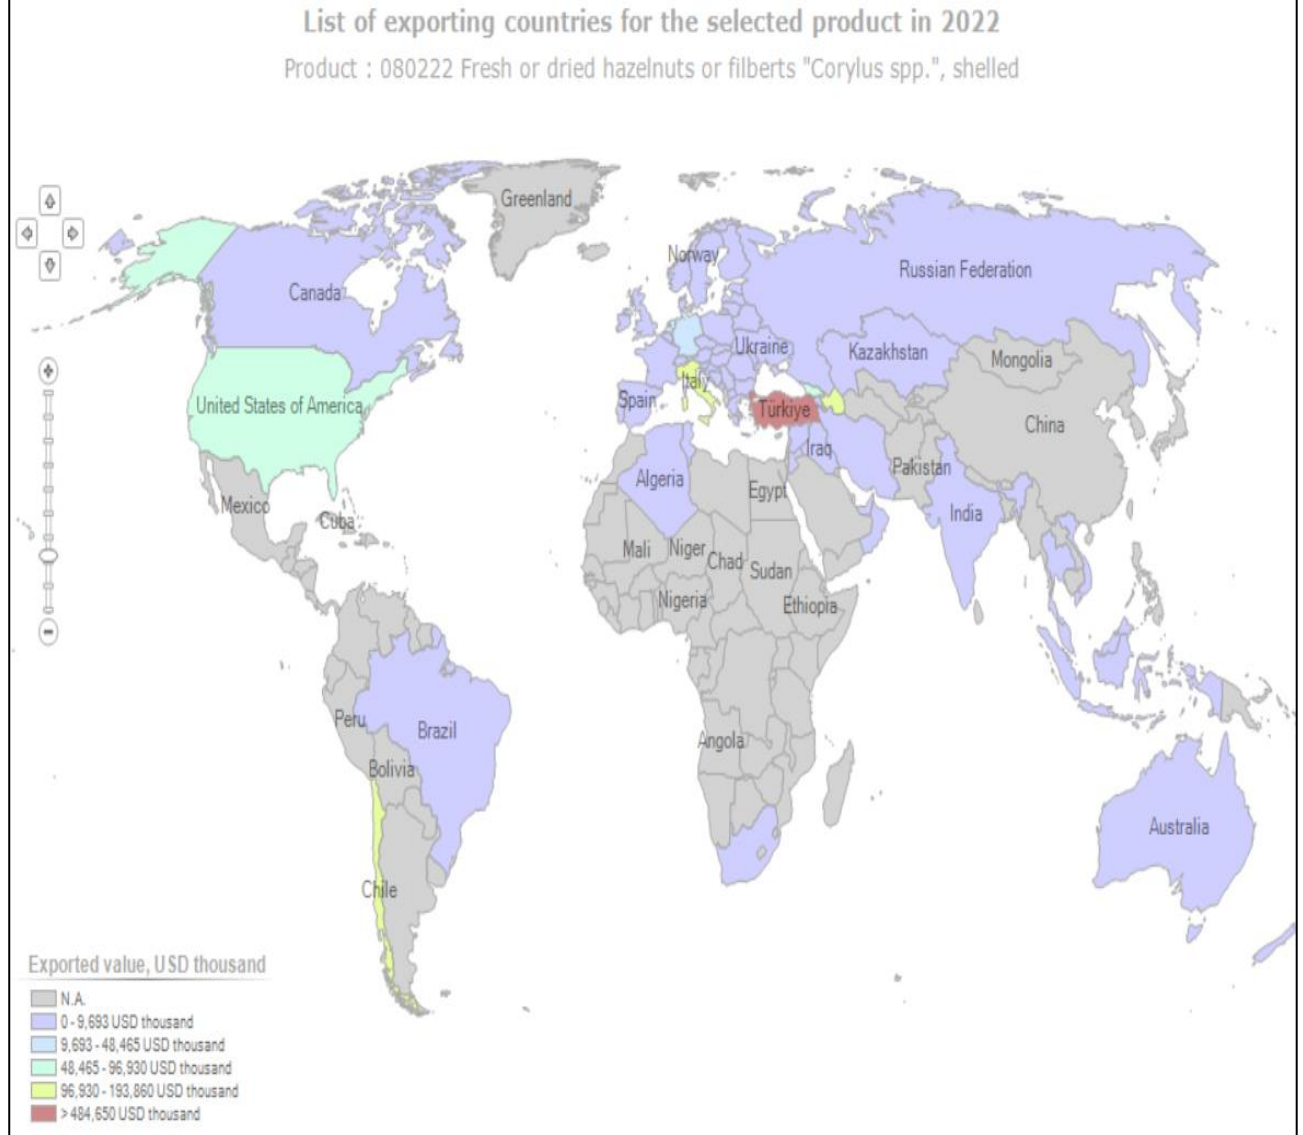 List of exporting countries for the selected product in 2022
Product : 080222 Fresh or dried hazelnuts or filberts "Corylus spp.", shelled
Greenland
Norway
Russian Federation
Canada
Ukraine
Kazakhstan
Mongolia
Italy
United States of America
Spain
Türkiye
China
Iraq
Pakistan
Algeria
Egypt
Mexico
India
Cuba
Mali
Niger
Chad
Sudan
Nigeria
Ethiopia
Peru
Brazil
Angola
Bolivia
Australia
Chile
Exported value, USD thousand
N.A.
0 - 9,693 USD thousand
9,693 - 48,465 USD thousand
48,465 - 96,930 USD thousand
96,930 - 193,860 USD thousand
> 484,650 USD thousand